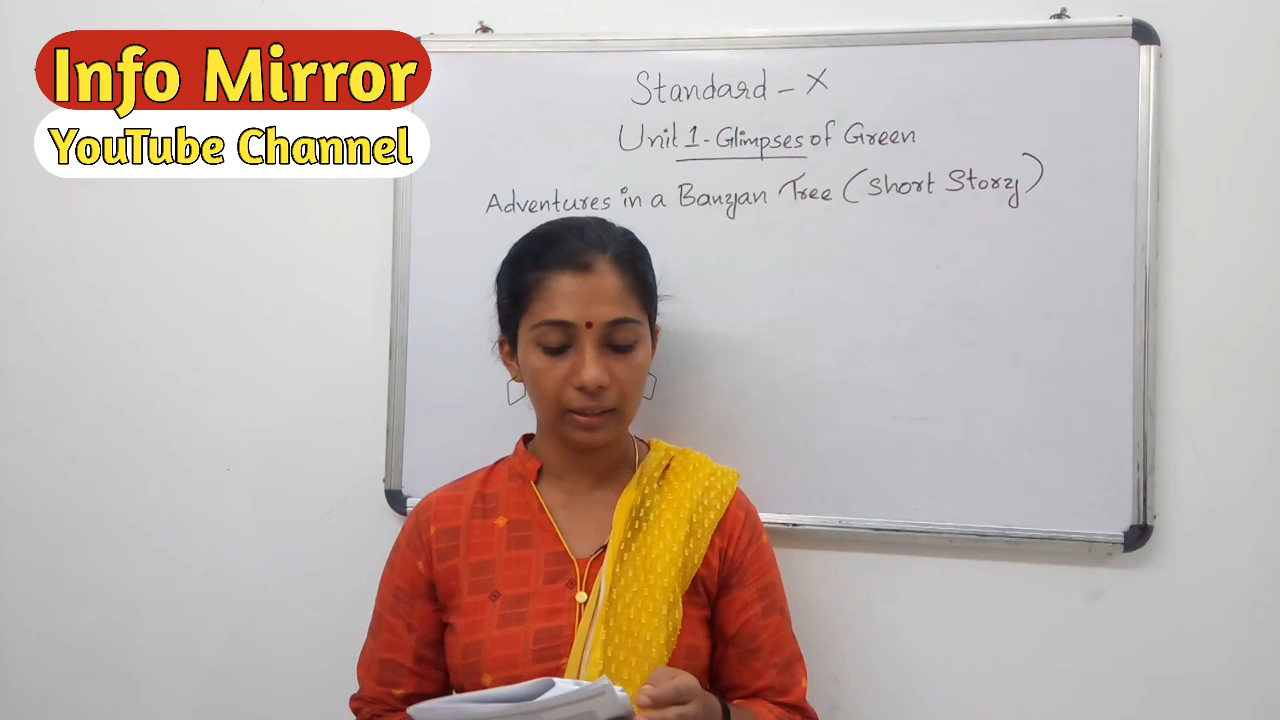 Info Mirror
YouTube Channel
Standard - X
Unit 1 - Glimpses of Green
Adventures in a Banyan Tree (Short Story)